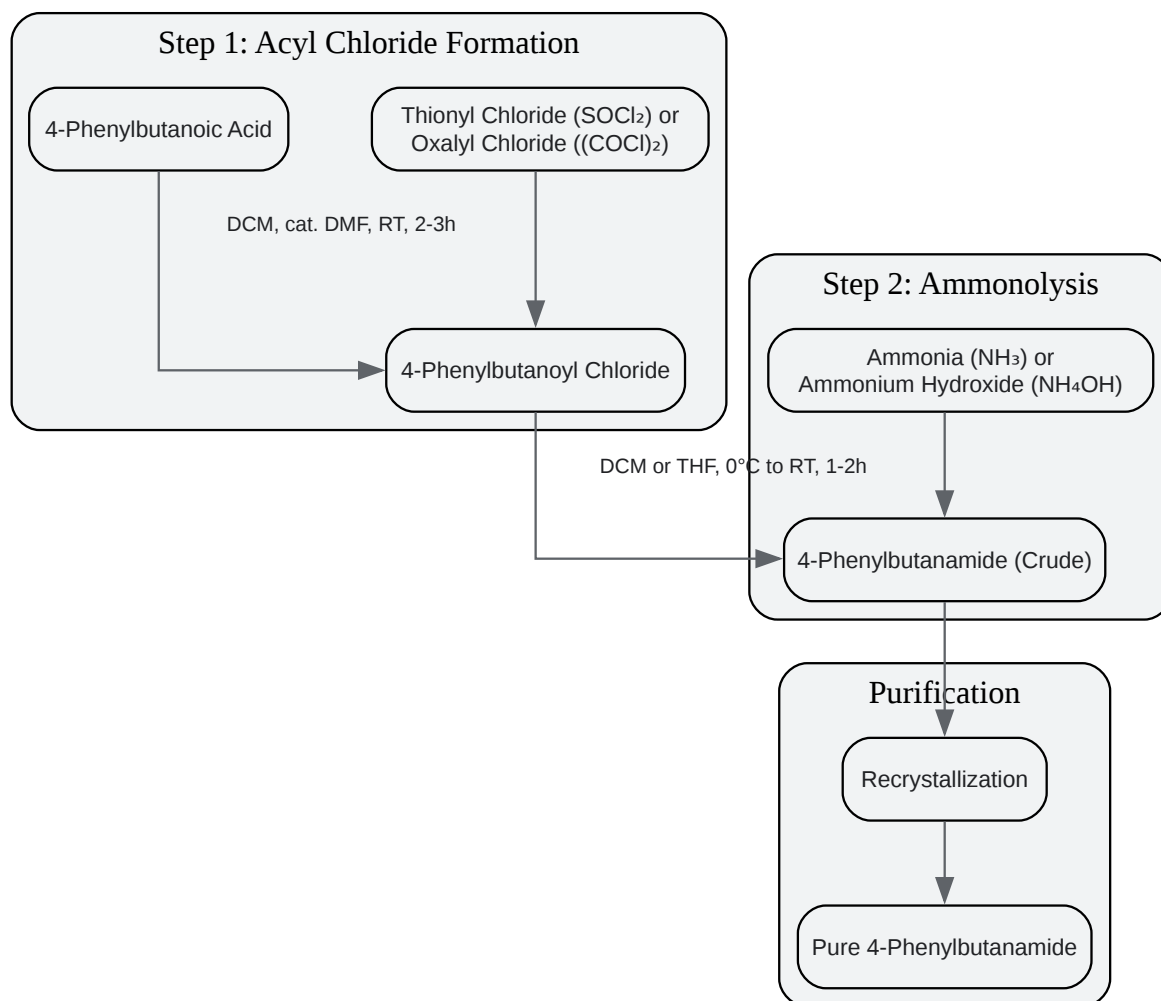 Step 1: Acyl Chloride Formation
4-Phenylbutanoic Acid
Thionyl Chloride (SOCl₂) or
Oxalyl Chloride ((COCl)₂)
DCM, cat. DMF, RT, 2-3h
4-Phenylbutanoyl Chloride
Step 2: Ammonolysis
Ammonia (NH₃) or
Ammonium Hydroxide (NH₄OH)
DCM or THF, 0°C to RT, 1-2h
4-Phenylbutanamide (Crude)
Purification
Recrystallization
Pure 4-Phenylbutanamide